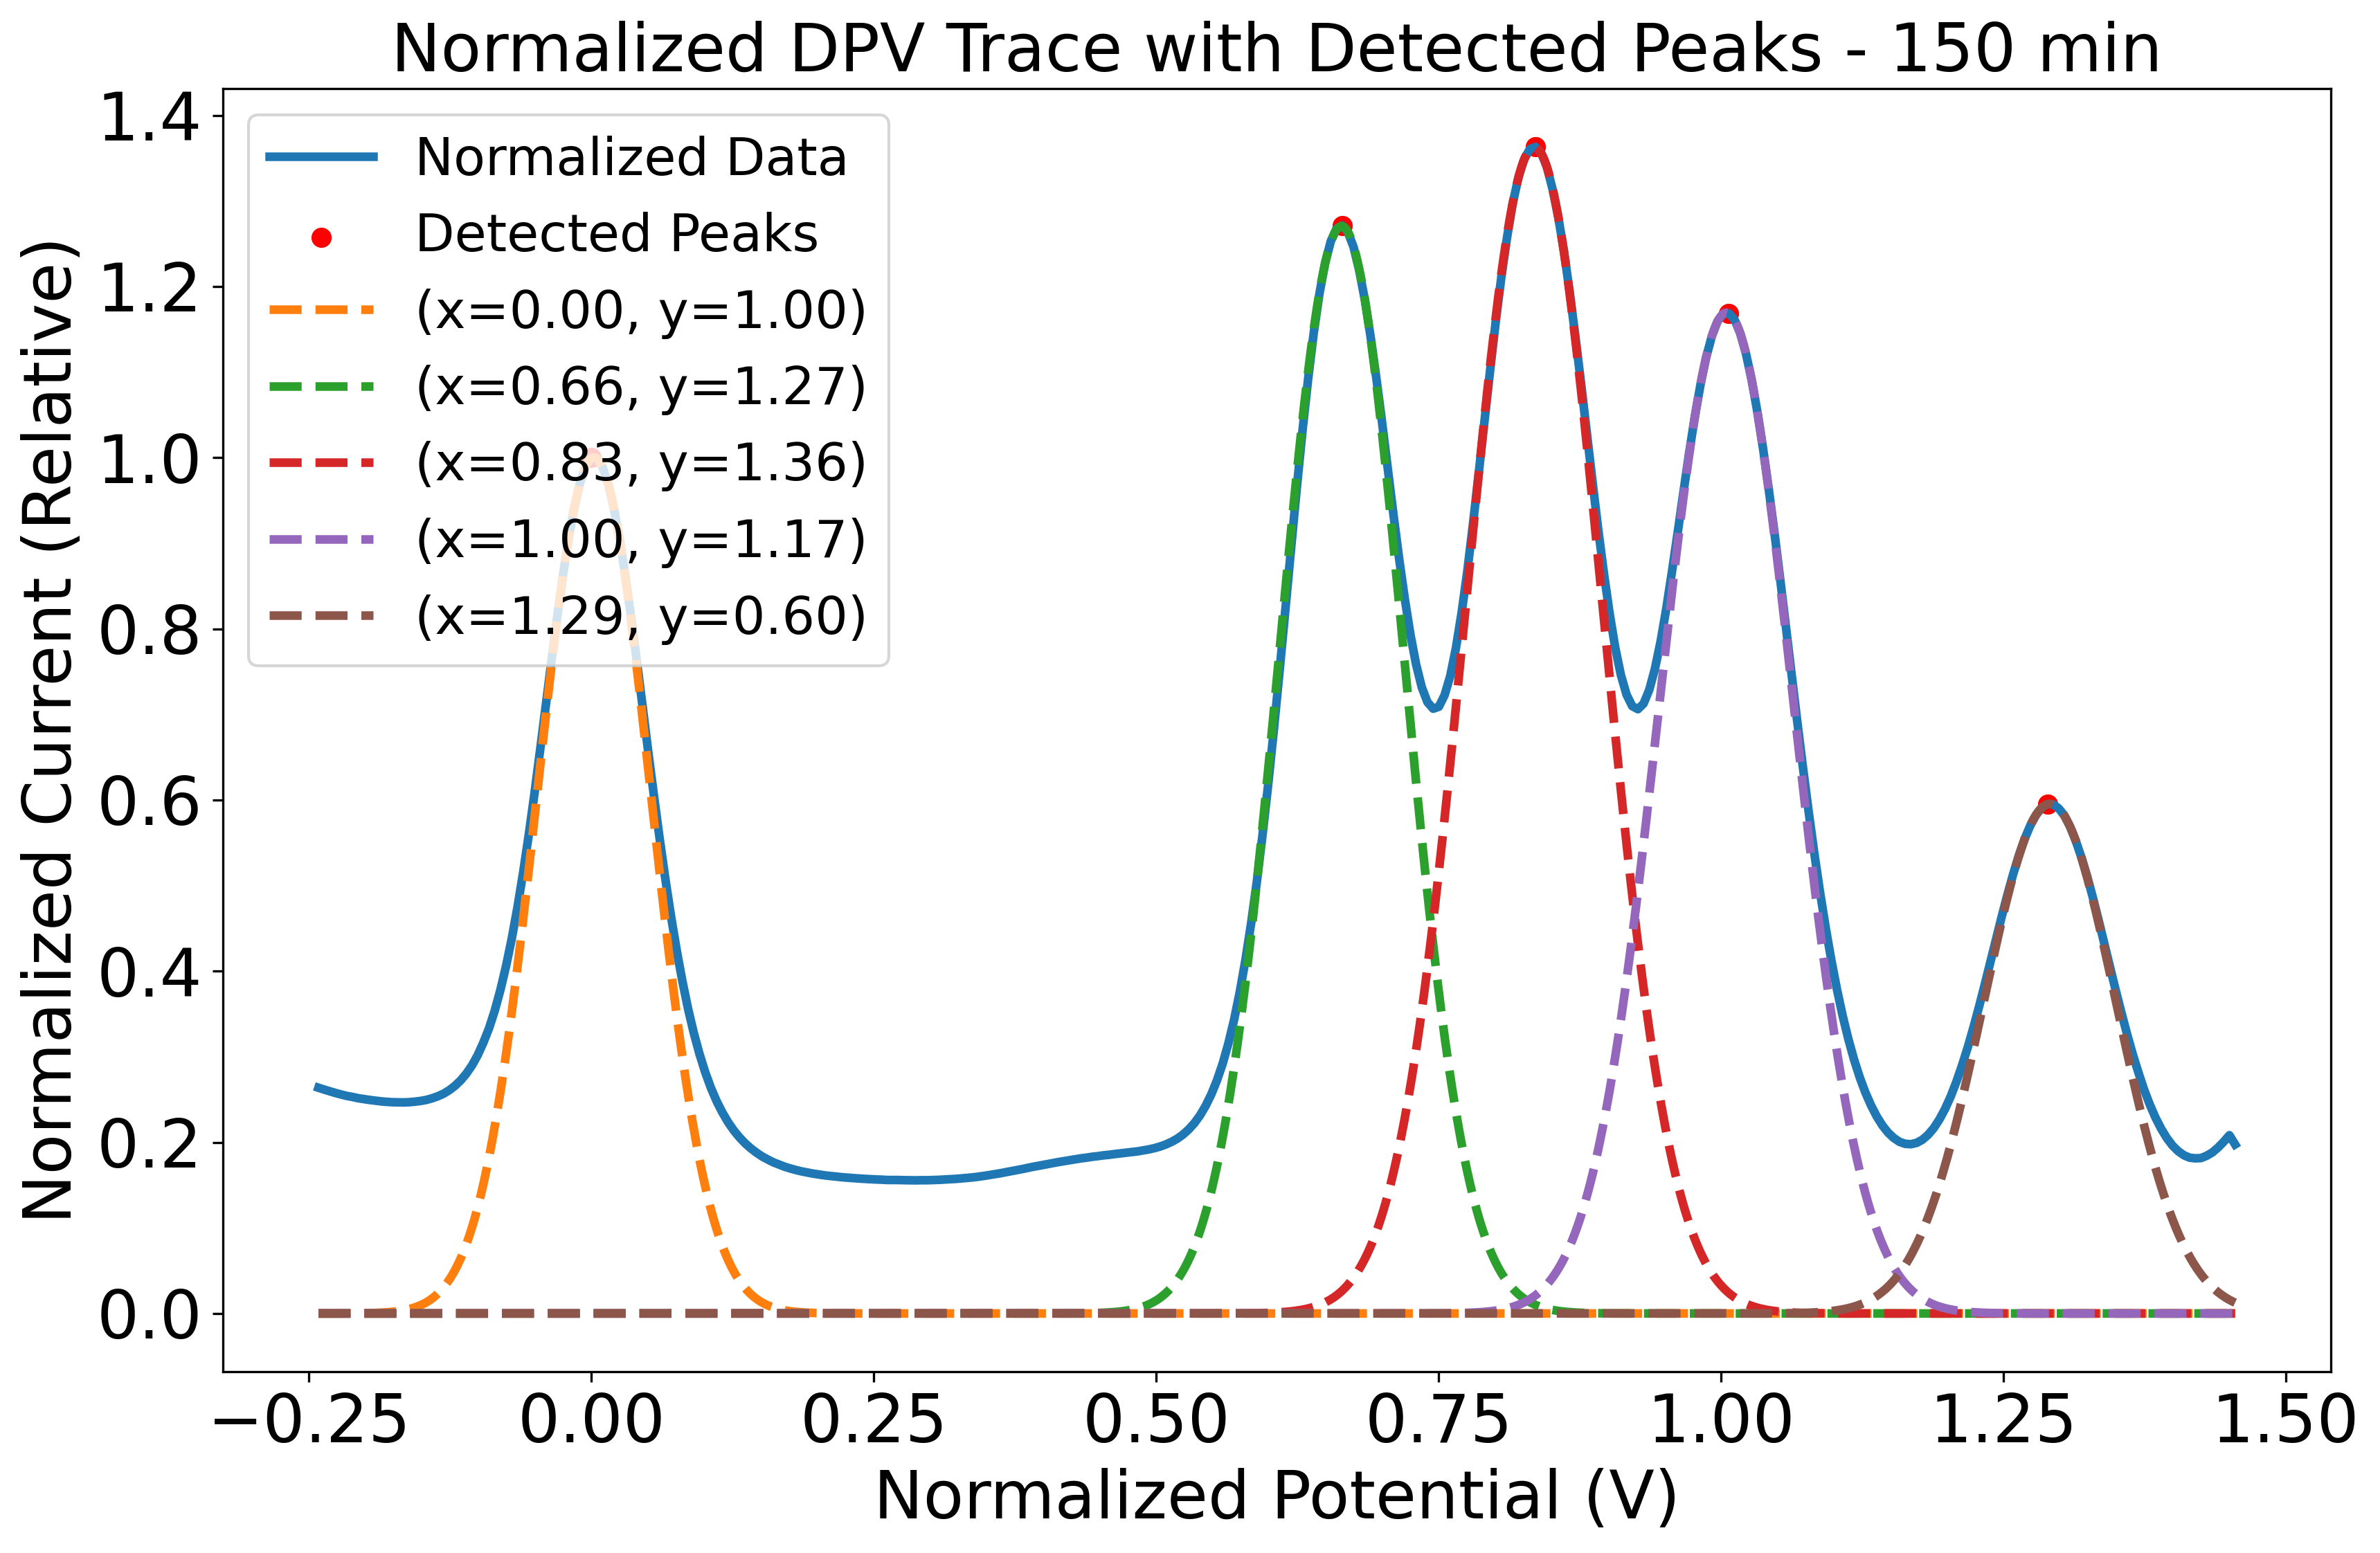 Normalized DPV Trace with Detected Peaks - 150 min
Normalized Current (Relative)
1.4
1.2
1.0
0.8
0.6
0.4
0.2
0.0
Normalized Data
Detected Peaks
(x=0.00, y=1.00)
(x=0.66, y=1.27)
(x=0.83, y=1.36)
(x=1.00, y=1.17)
(x=1.29, y=0.60)
−0.25 0.00 0.25 0.50 0.75 1.00 1.25 1.50
Normalized Potential (V)